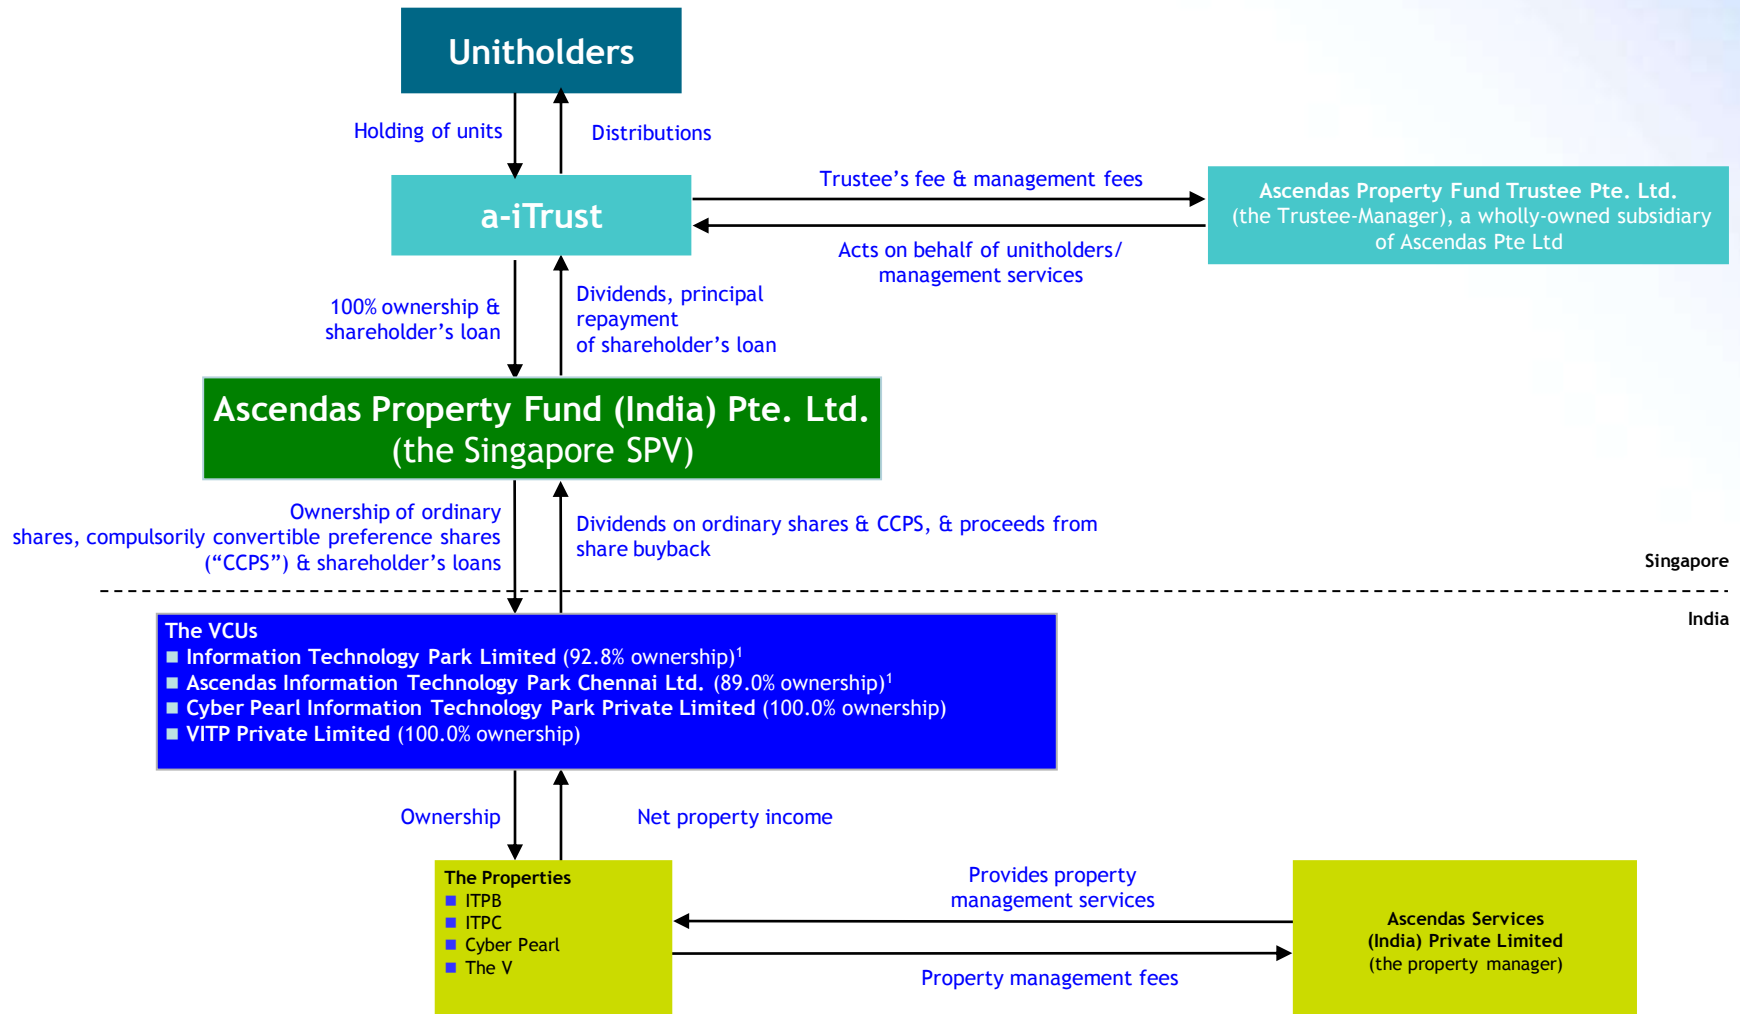 Unitholders
Holding of units
Distributions
a-iTrust
Trustee’s fee & management fees
Acts on behalf of unitholders/
management services
Ascendas Property Fund Trustee Pte. Ltd.
(the Trustee-Manager), a wholly-owned subsidiary
of Ascendas Pte Ltd
100% ownership &
shareholder’s loan
Dividends, principal
repayment
of shareholder’s loan
Ascendas Property Fund (India) Pte. Ltd.
(the Singapore SPV)
Ownership of ordinary
shares, compulsorily convertible preference shares
(“CCPS”) & shareholder’s loans
Dividends on ordinary shares & CCPS, & proceeds from
share buyback
Singapore
India
The VCUs
Information Technology Park Limited (92.8% ownership)¹
Ascendas Information Technology Park Chennai Ltd. (89.0% ownership)¹
Cyber Pearl Information Technology Park Private Limited (100.0% ownership)
VITP Private Limited (100.0% ownership)
Ownership
Net property income
The Properties
ITPB
ITPC
Cyber Pearl
The V
Provides property
management services
Property management fees
Ascendas Services
(India) Private Limited
(the property manager)